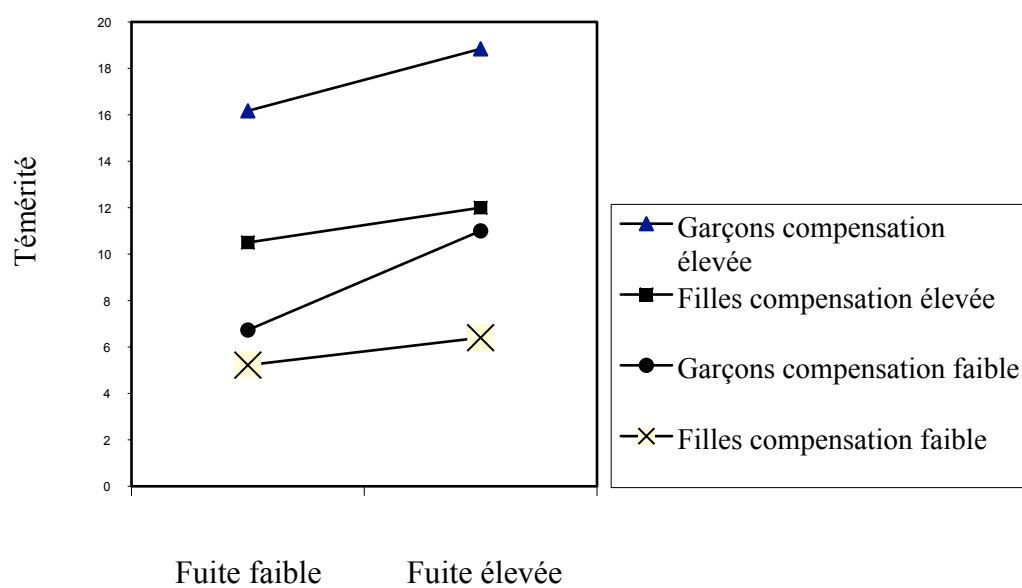 20
18
16
14
12
10
8
6
4
2
0
Témérité
Fuite faible
Fuite élevée
Garçons compensation
élevée
Filles compensation élevée
Garçons compensation faible
Filles compensation faible